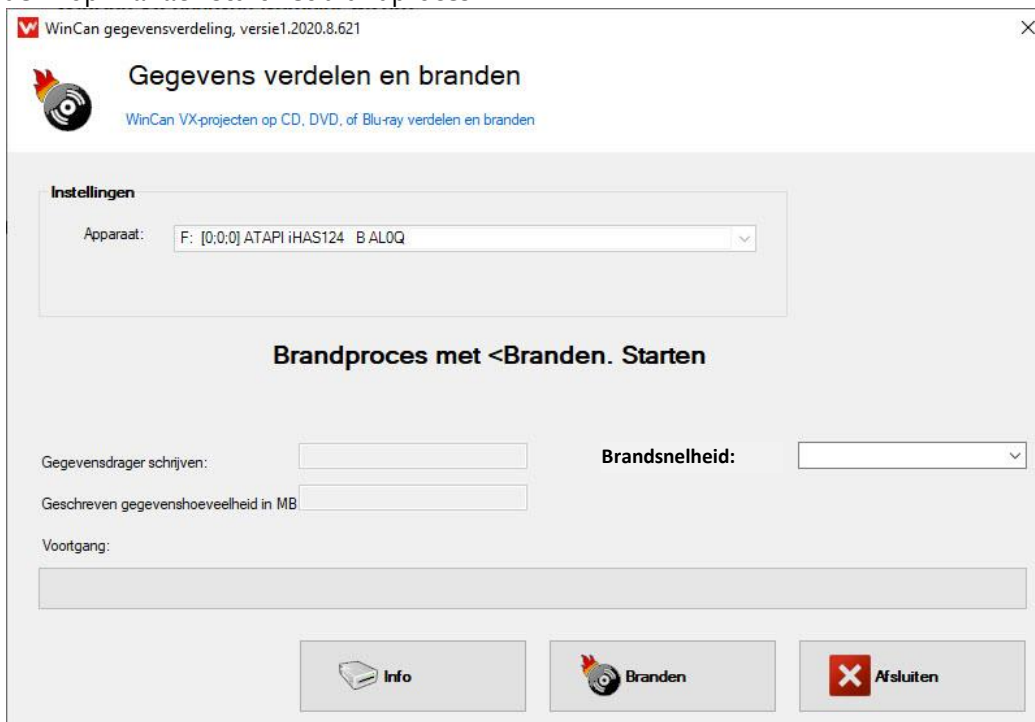 WinCan gegevensverdeling, versie1.2020.8.621
Gegevens verdelen en branden
WinCan VX-projecten op CD, DVD, of Blu-ray verdelen en branden
Instellingen
Apparaat:
F: [0;0;0] ATAPI iHAS124 B AL0Q
Brandproces met <Branden. Starten
Gegevensdrager schrijven:
Brandsnelheid:
Geschreven gegevenshoeveelheid in MB
Voortgang:
Info
Branden
Afsluiten